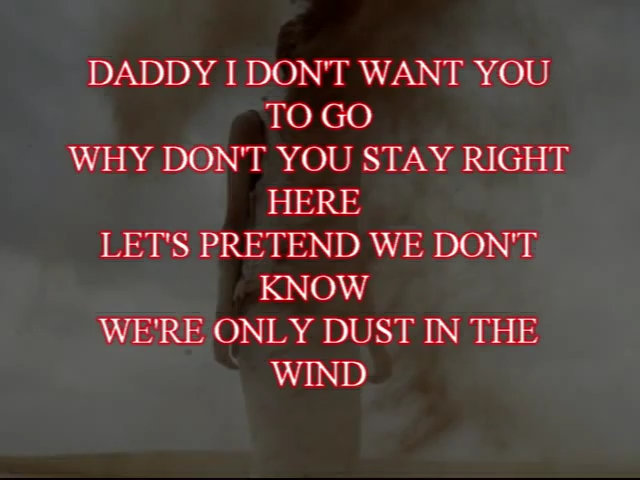 DADDY I DON'T WANT YOU
TO GO
WHY DON'T YOU STAY RIGHT
HERE
LET'S PRETEND WE DON'T
KNOW
WE'RE ONLY DUST IN THE
WIND